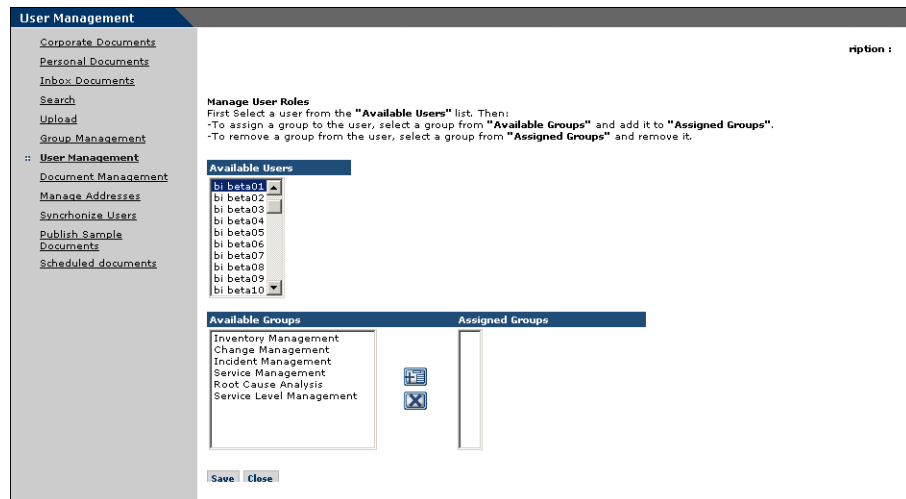 User Management
Corporate Documents
Personal Documents
Inbox Documents
Search
Upload
Group Management
:: User Management
Document Management
Manage Addresses
Syncrhonize Users
Publish Sample
Documents
Scheduled documents
ription :
Manage User Roles
First Select a user from the "Available Users" list. Then:
-To assign a group to the user, select a group from "Available Groups" and add it to "Assigned Groups".
-To remove a group from the user, select a group from "Assigned Groups" and remove it.
Available Users
bi beta01
bi beta02
bi beta03
bi beta04
bi beta05
bi beta06
bi beta07
bi beta08
bi beta09
bi beta10
Available Groups
Assigned Groups
Inventory Management
Change Management
Incident Management
Service Management
Root Cause Analysis
Service Level Management
Save Close